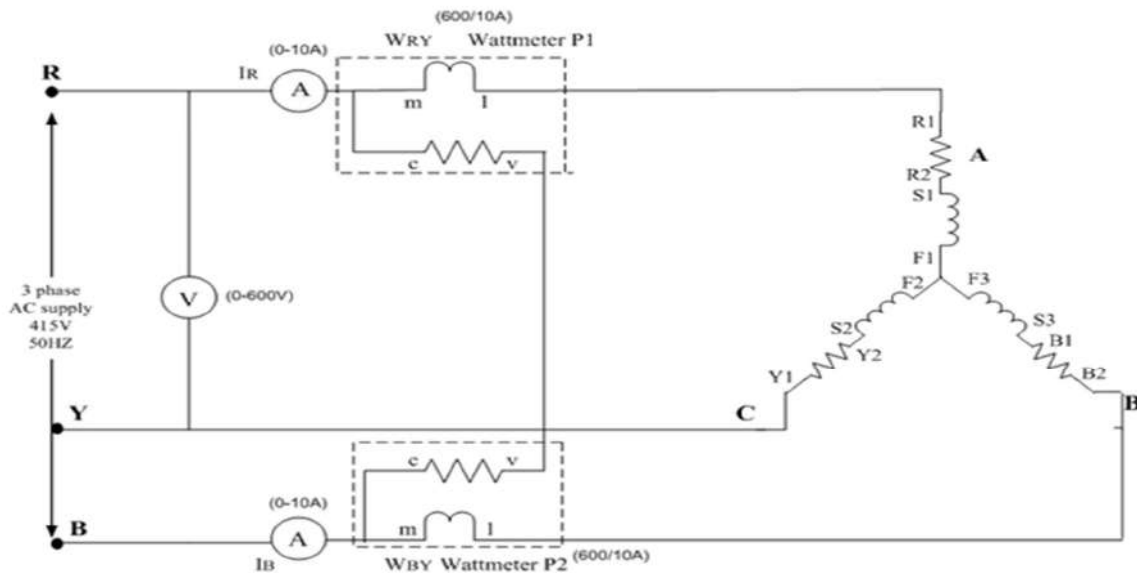 (600/10A)
WRY Wattmeter P1
(0-10A)
R
IR
A
m
l
R1
A
c
v
R2
S1
3 phase
AC supply
415V
50HZ
V
(0-600V)
F1
F2
F3
S2
S3
Y2
B1
Y1
B2
Y
C
B
c
v
(0-10A)
B
A
m
l
IB
WBY Wattmeter P2
(600/10A)